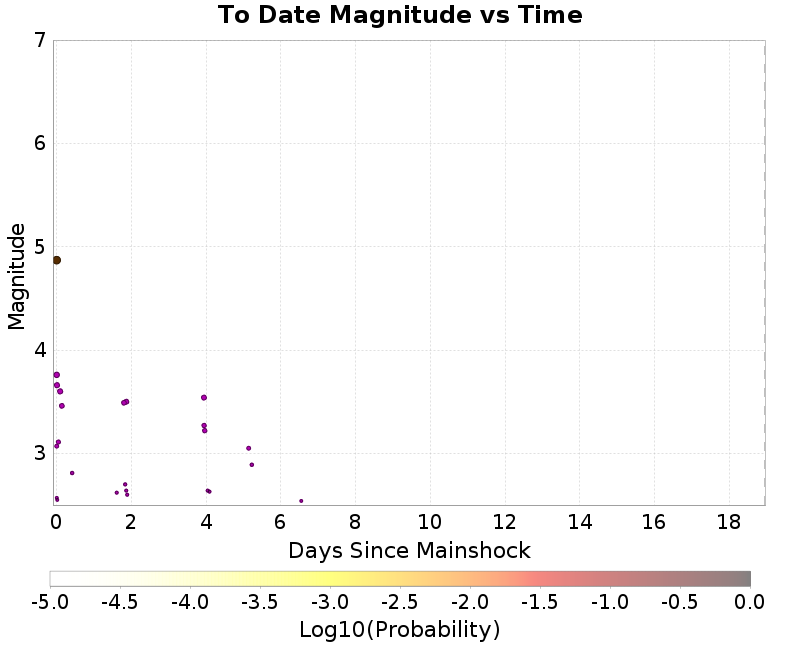 To Date Magnitude vs Time
7
6
5
4
3
Magnitude
0 2 4 6 8 10 12 14 16 18
Days Since Mainshock
-5.0 -4.5 -4.0 -3.5 -3.0 -2.5 -2.0 -1.5 -1.0 -0.5 0.0
Log10(Probability)